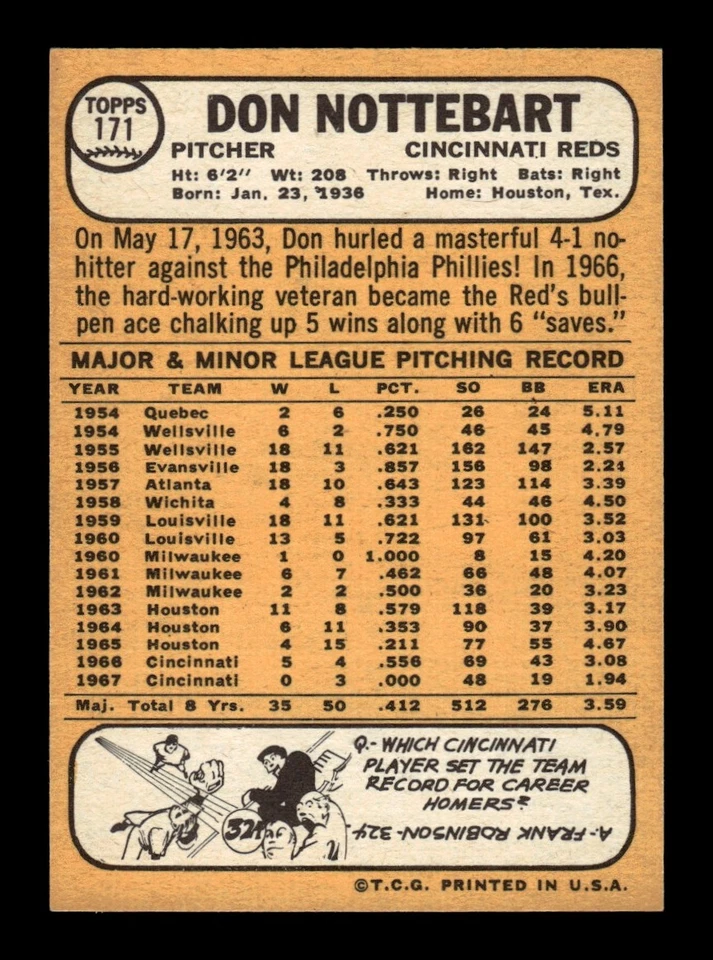 TOPPS
171
DON NOTTEBART
PITCHER CINCINNATI REDS
Ht: 6'2" Wt: 208 Throws: Right Bats: Right
Born: Jan. 23, 1936 Home: Houston, Tex.
On May 17, 1963, Don hurled a masterful 4-1 no-
hitter against the Philadelphia Phillies! In 1966,
the hard-working veteran became the Red's bull-
pen ace chalking up 5 wins along with 6 "saves."
MAJOR & MINOR LEAGUE PITCHING RECORD
YEAR TEAM W L PCT. SO BB ERA
1954 Quebec 2 6 .250 26 24 5.11
1954 Wellsville 6 2 .750 46 45 4.79
1955 Wellsville 18 11 .621 162 147 2.57
1956 Evansville 18 3 .857 156 98 2.24
1957 Atlanta 18 10 .643 123 114 3.39
1958 Wichita 4 8 .333 44 46 4.50
1959 Louisville 18 11 .621 131 100 3.52
1960 Louisville 13 5 .722 97 61 3.03
1960 Milwaukee 1 0 1.000 8 15 4.20
1961 Milwaukee 6 7 .462 66 48 4.07
1962 Milwaukee 2 2 .500 36 20 3.23
1963 Houston 11 8 .579 118 39 3.17
1964 Houston 6 11 .353 90 37 3.90
1965 Houston 4 15 .211 77 55 4.67
1966 Cincinnati 5 4 .556 69 43 3.08
1967 Cincinnati 0 3 .000 48 19 1.94
Maj. Total 8 Yrs. 35 50 .412 512 276 3.59
Q.- WHICH CINCINNATI
PLAYER SET THE TEAM
RECORD FOR CAREER
HOMERS?
A.- FRANK ROBINSON - 324.
324
©T.C.G. PRINTED IN U.S.A.